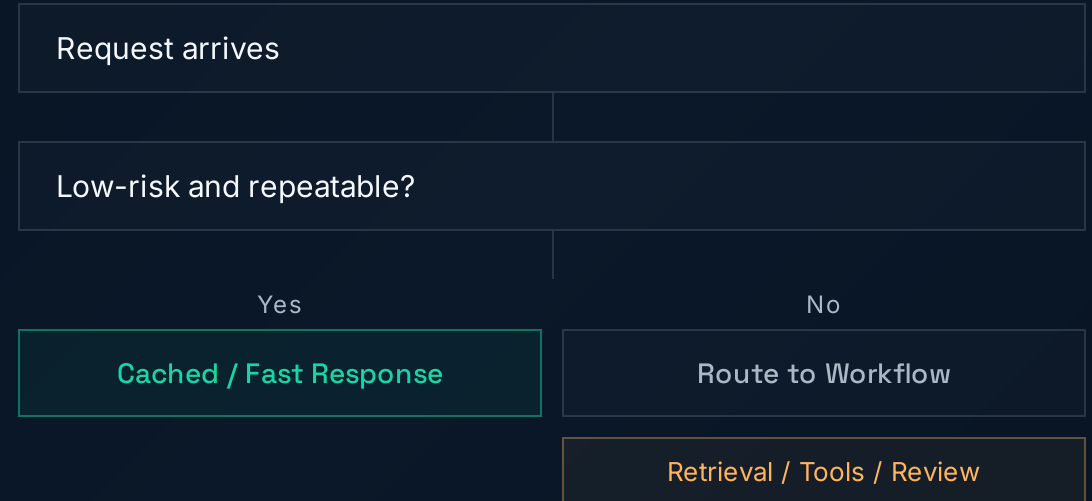 Request arrives
Low-risk and repeatable?
Yes
No
Cached / Fast Response
Route to Workflow
Retrieval / Tools / Review